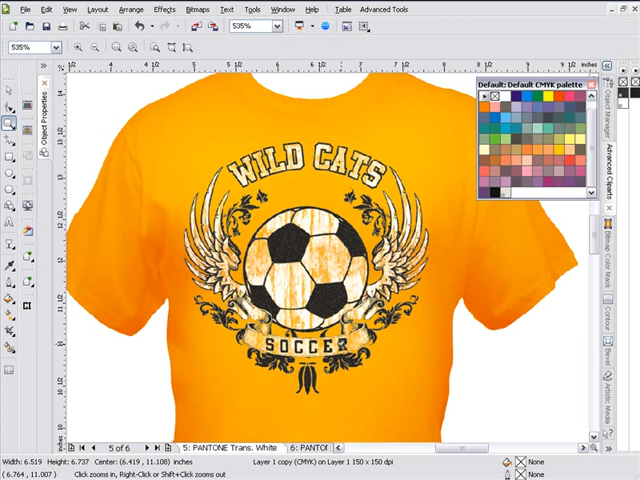 File Edit View Layout Arrange Effects Bitmaps Text Tools Window Help Table Advanced Tools
535%
535%
inches
Object Properties
Default: Default CMYK palette
Object Manager
Advanced Cliparts
Bitmap Color Mask
Contour
Bevel
Artistic Media
WILD CATS
SOCCER
5 of 6 5: PANTONE Trans. White 6: PANTO
Width: 6.519 Height: 6.737 Center: (6.419, 11.108) inches Layer 1 copy (CMYK) on Layer 1 150 x 150 dpi None
( 6.764, 11.007 ) Click zooms in, Right-Click or Shift+Click zooms out None